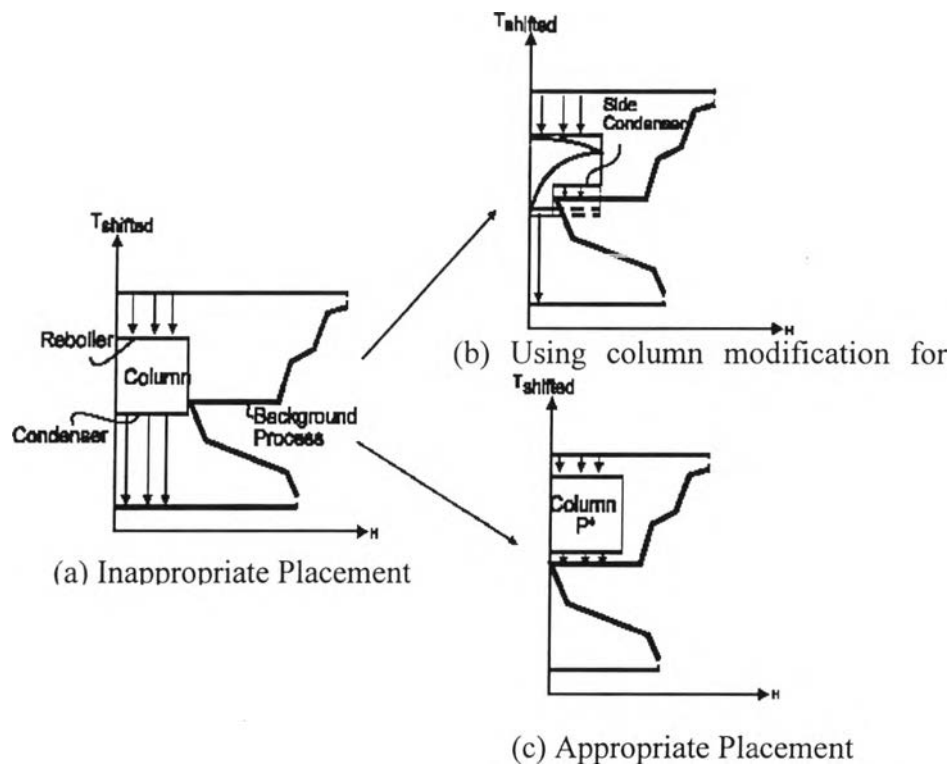 Tshifted
Side
Condenser
H
(b) Using column modification for
Tshifted
Reboiler
Column
Condenser
Background
Process
H
(a) Inappropriate Placement
Tshifted
Column
H
(c) Appropriate Placement